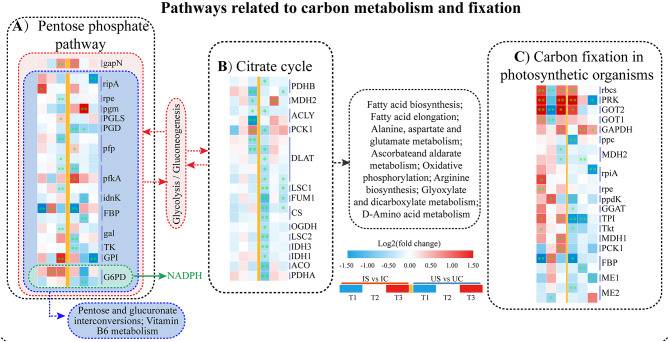 Pathways related to carbon metabolism and fixation
A) Pentose phosphate
pathway
gapN
ripA
rpe
pgm
PGLS
PGD
pfp
pfkA
idnK
FBP
gal
TK
GPI
G6PD
Pentose and glucuronate
interconversions; Vitamin
B6 metabolism
Glycolysis / Gluconeogenesis
NADPH
B) Citrate cycle
PDHB
MDH2
ACLY
PCK1
DLAT
LSC1
FUM1
CS
OGDH
LSC2
IDH3
IDH1
ACO
PDHA
Fatty acid biosynthesis;
Fatty acid elongation;
Alanine, aspartate and
glutamate metabolism;
Ascorbateand aldarate
metabolism; Oxidative
phosphorylation; Arginine
biosynthesis; Glyoxylate
and dicarboxylate metabolism;
D-Amino acid metabolism
Log2(fold change)
-1.50 -1.00 -0.50 0.00 0.50 1.00 1.50
IS vs IC US vs UC
T1 T2 T3 T1 T2 T3
C) Carbon fixation in
photosynthetic organisms
rbcs
PRK
GOT2
GOT1
GAPDH
ppc
MDH2
rpiA
rpe
ppdK
GGAT
TPI
Tkt
MDH1
PCK1
FBP
ME1
ME2